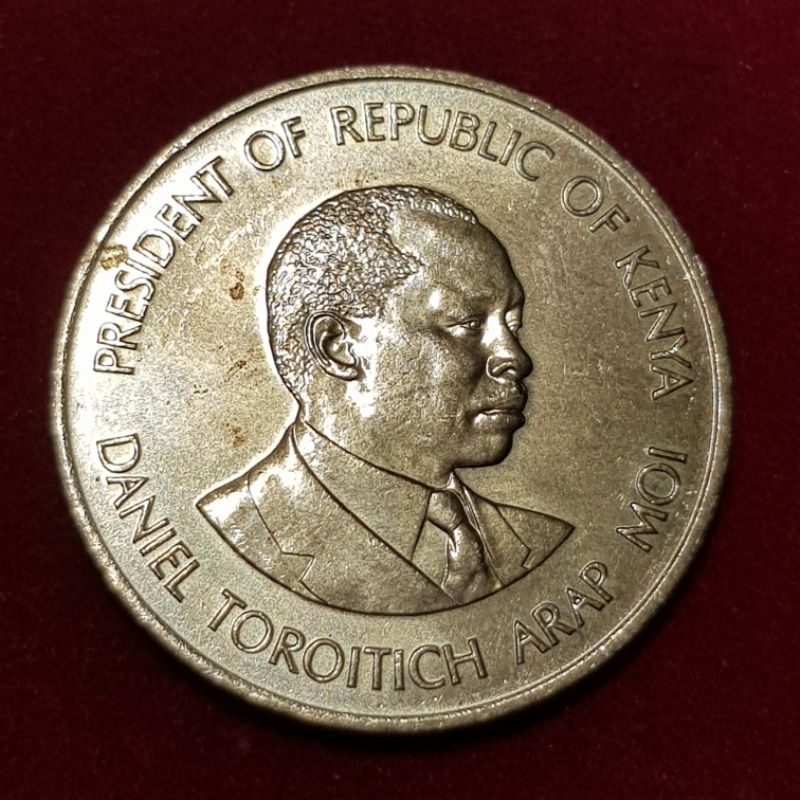 PRESIDENT OF REPUBLIC OF KENYA
DANIEL TOROITICH ARAP MOI